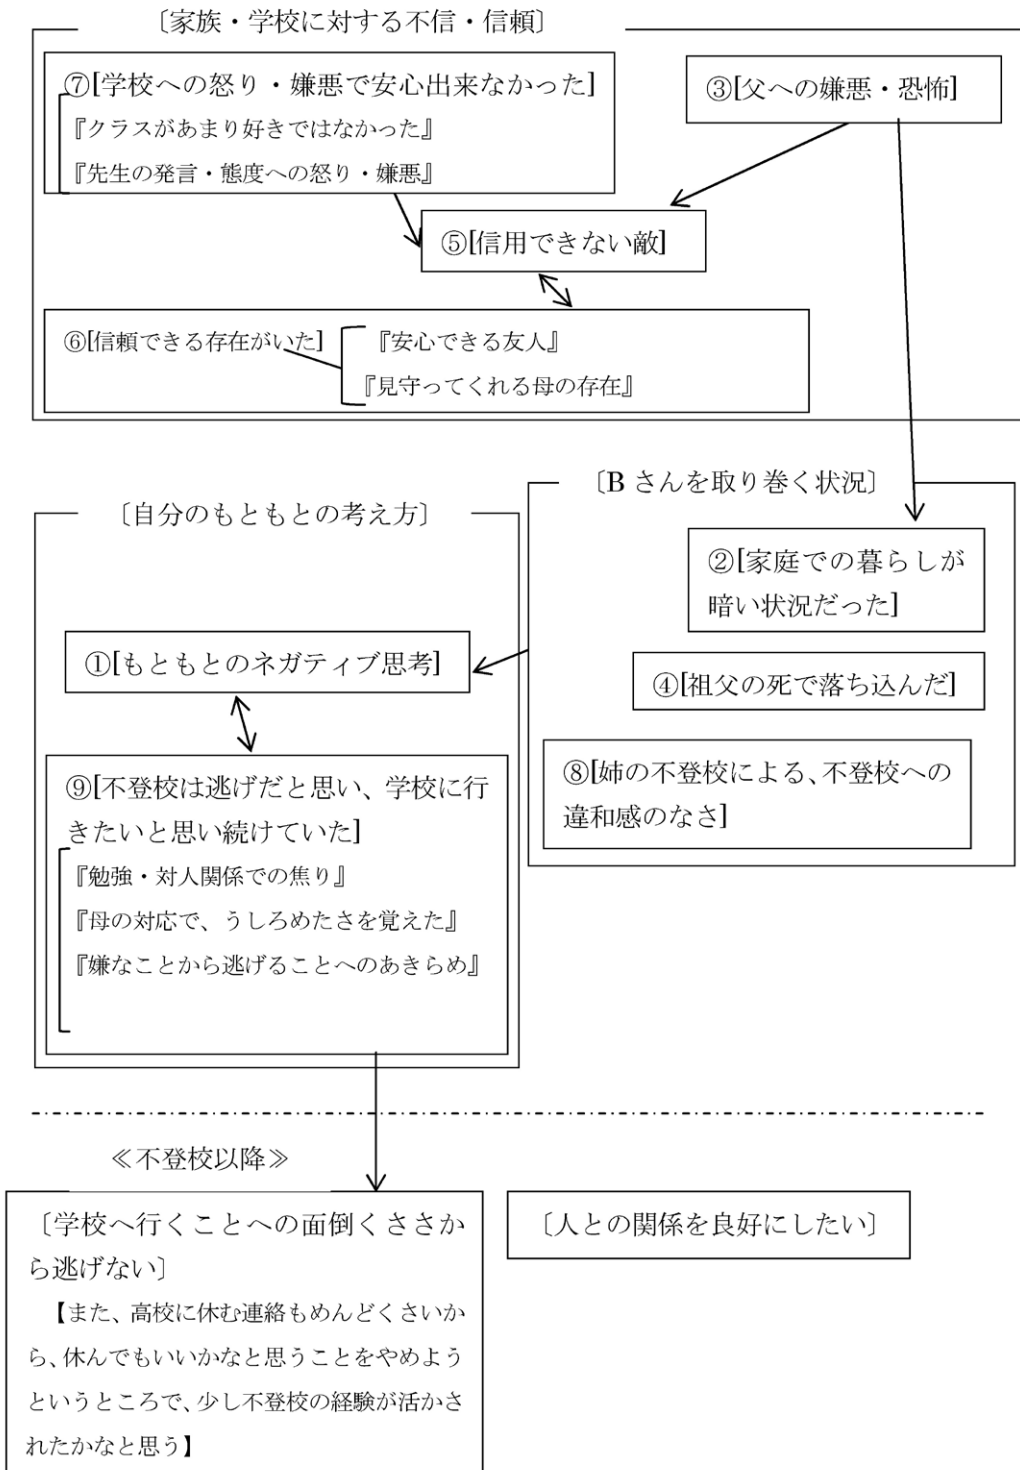 〔家族・学校に対する不信・信頼〕
⑦[学校への怒り・嫌悪で安心出来なかった]
『クラスがあまり好きではなかった』
『先生の発言・態度への怒り・嫌悪』
③[父への嫌悪・恐怖]
⑤[信用できない敵]
⑥[信頼できる存在がいた]
『安心できる友人』
『見守ってくれる母の存在』
〔B さんを取り巻く状況〕
②[家庭での暮らしが
暗い状況だった]
④[祖父の死で落ち込んだ]
⑧[姉の不登校による、不登校への
違和感のなさ]
〔自分のもともとの考え方〕
①[もともとのネガティブ思考]
⑨[不登校は逃げだと思い、学校に行
きたいと思い続けていた]
『勉強・対人関係での焦り』
『母の対応で、うしろめたさを覚えた』
『嫌なことから逃げることへのあきらめ』
≪不登校以降≫
〔学校へ行くことへの面倒くささか
ら逃げない〕
【また、高校に休む連絡もめんどくさいか
ら、休んでもいいかなと思うことをやめよう
というところで、少し不登校の経験が活かさ
れたかなと思う】
〔人との関係を良好にしたい〕